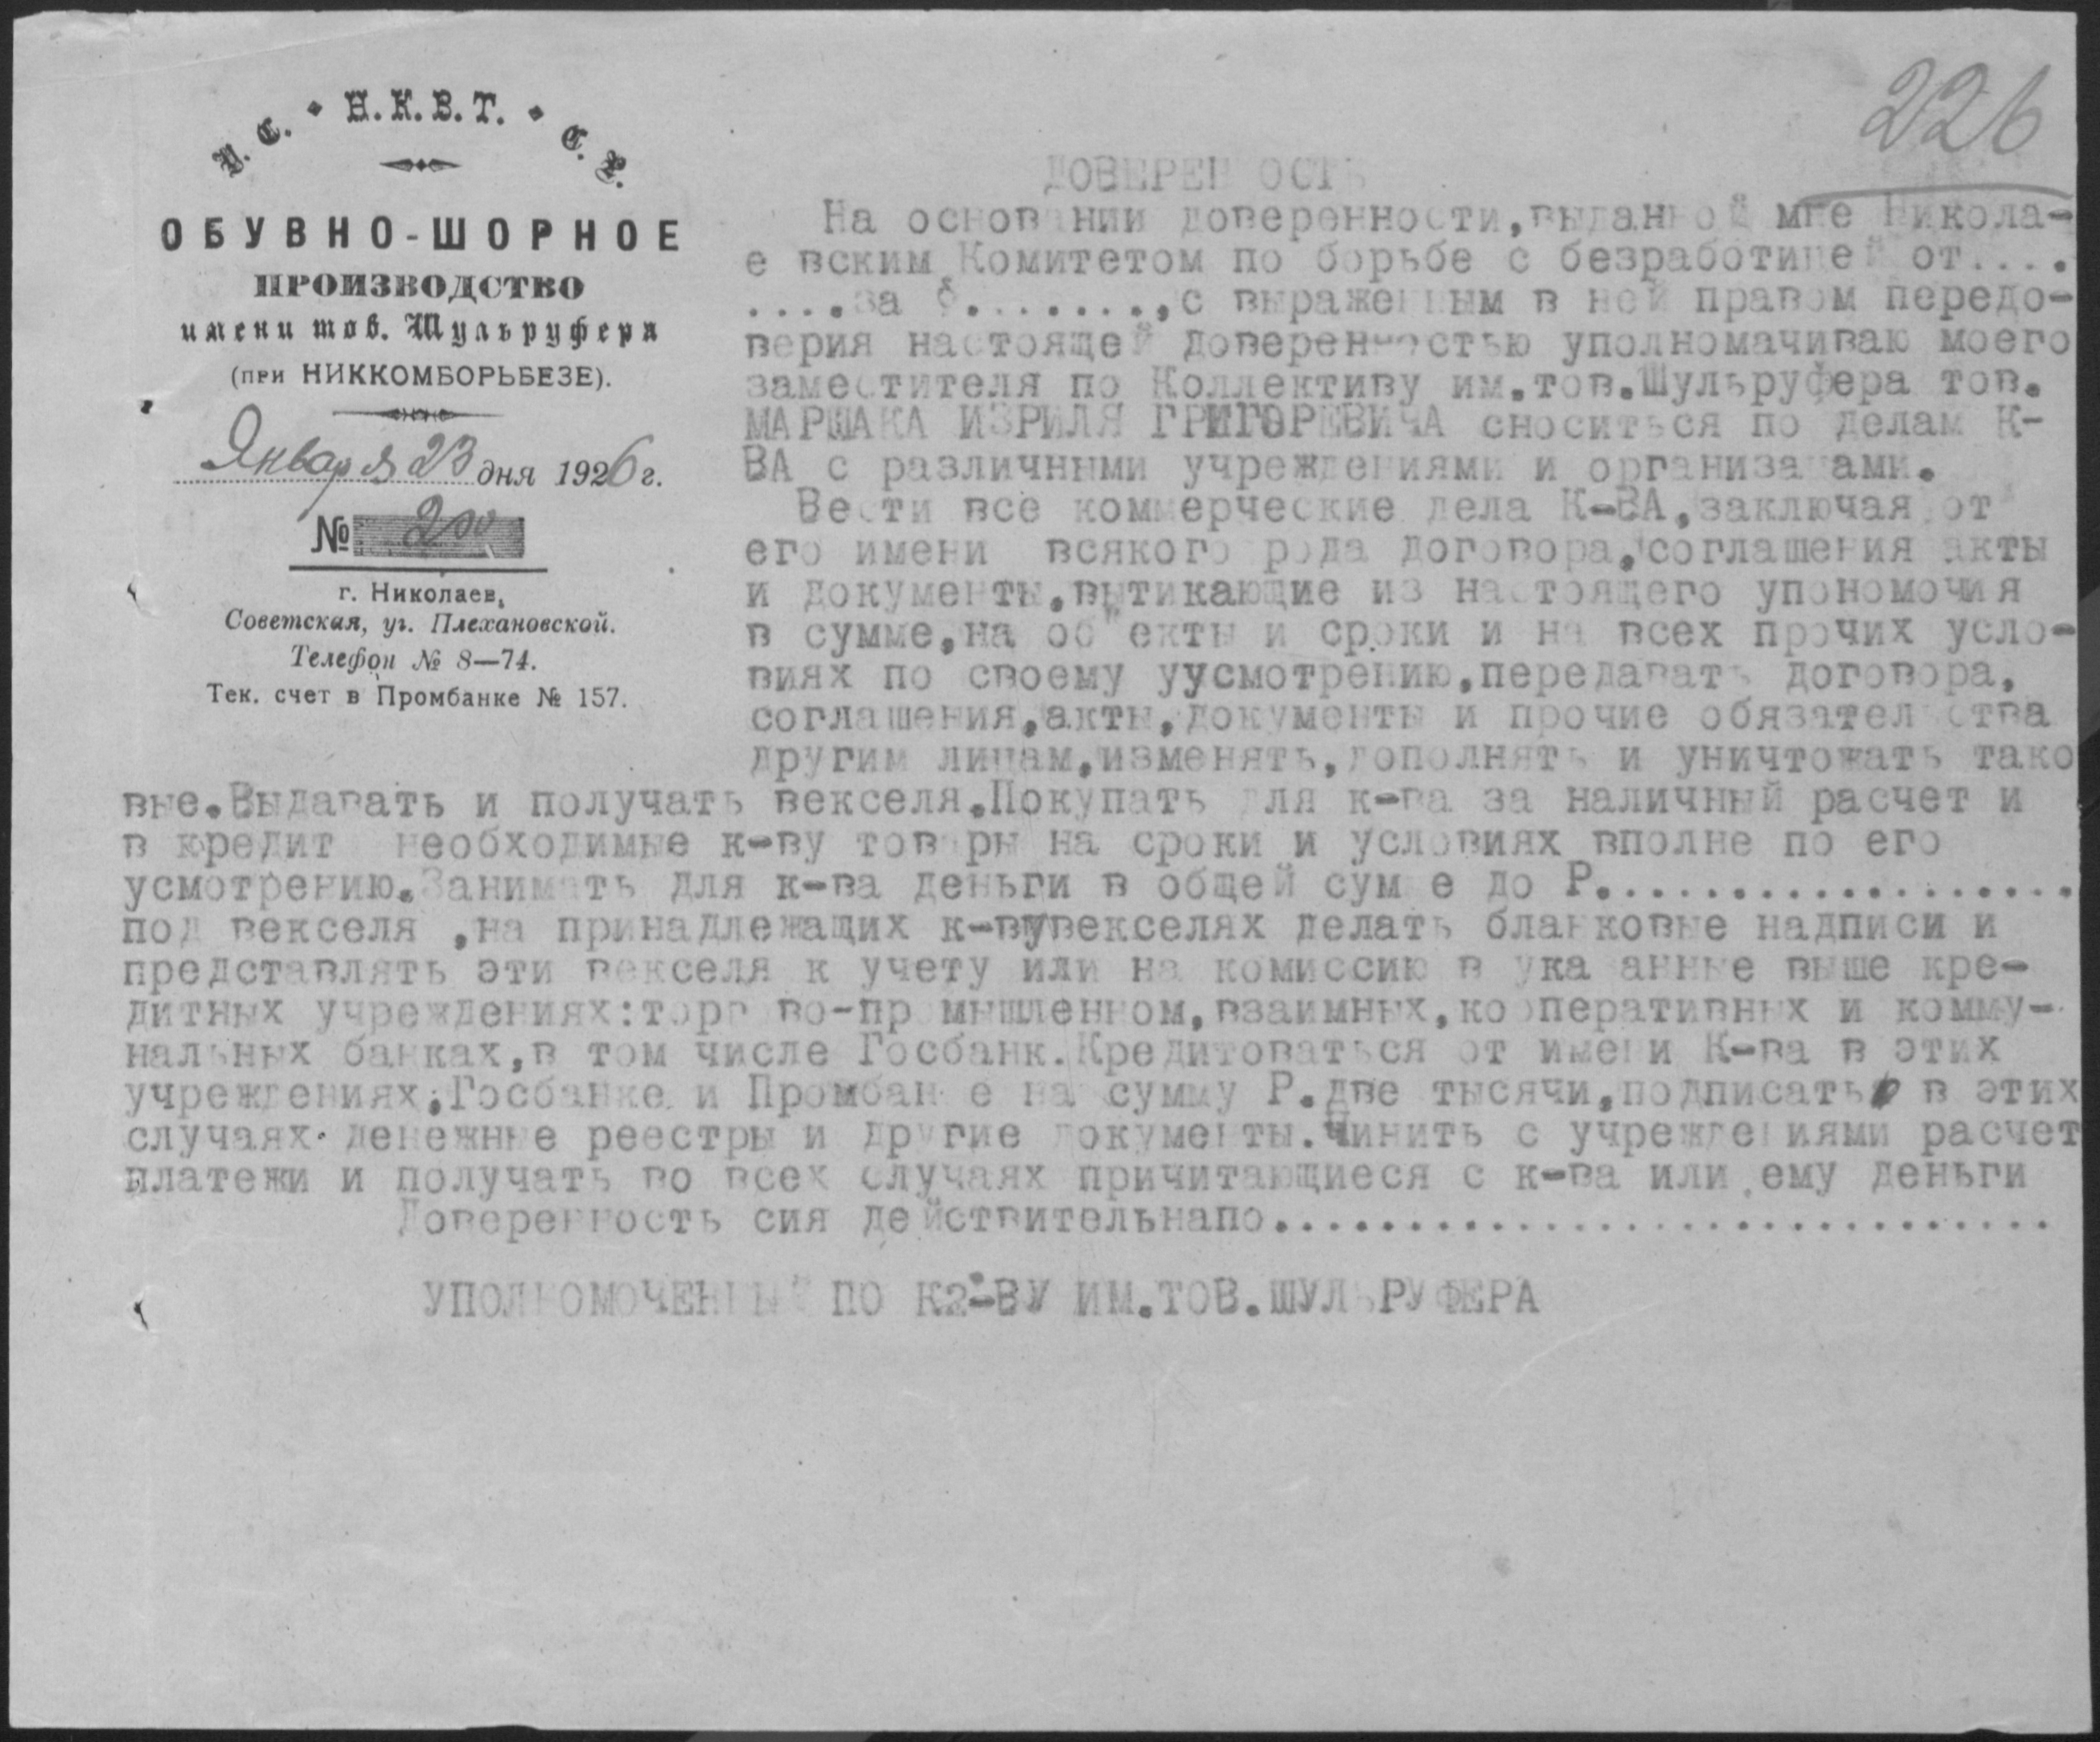 226
У. С. Н.К.В.Т. С. Р.
ОБУВНО-ШОРНОЕ
ПРОИЗВОДСТВО
имени тов. Шульруфера
(при НИККОМБОРЬБЕЗЕ).
Января 23 дня 1926 г.
№ 200
г. Николаев,
Советская, уг. Плехановской.
Телефон № 8—74.
Тек. счет в Промбанке № 157.
ДОВЕРЕННОСТЬ
На основании доверенности,выданной мне Никола-
е вским Комитетом по борьбе с безработицей от....
....за №........,с выраженным в ней правом передо-
верия настоящей доверенностью уполномачиваю моего
заместителя по Коллективу им.тов.Шульруфера тов.
МАРШАКА ИЗРИЛЯ ГРИГОРЕВИЧА сноситься по делам К-
ВА с различными учреждениями и организа ами.
Вести все коммерческие дела К-ВА,заключая от
его имени всякого рода договора,соглашения акты
и документы,вытикающие из настоящего упономочия
в сумме,на об"екты и сроки и на всех прочих усло-
виях по своему уусмотрению,передавать договора,
соглашения,акты,документы и прочие обязательства
другим лицам,изменять,дополнять и уничтожать тако
вые.Выдавать и получать векселя.Покупать для к-ва за наличный расчет и
в кредит необходимые к-ву товары на сроки и условиях вполне по его
усмотрению.Занимать для к-ва деньги в общей сумме до Р..................
под векселя ,на принадлежащих к-вувекселях делать бланковые надписи и
представлять эти векселя к учету или на комиссию в указанные выше кре-
дитных учреждениях:торгово-промышленном,взаимных,кооперативных и комму-
нальных банках,в том числе Госбанк.Кредитоваться от имени К-ва в этих
учреждениях,Госбанке и Промбанке на сумму Р.две тысячи,подписать в этих
случаях денежные реестры и другие документы.Чинить с учреждениями расчет
платежи и получать во всех случаях причитающиеся с к-ва или ему деньги
Доверенность сия действительнапо..............................
УПОЛНОМОЧЕННЫЙ ПО К-ВУ ИМ.ТОВ.ШУЛЬРУФЕРА